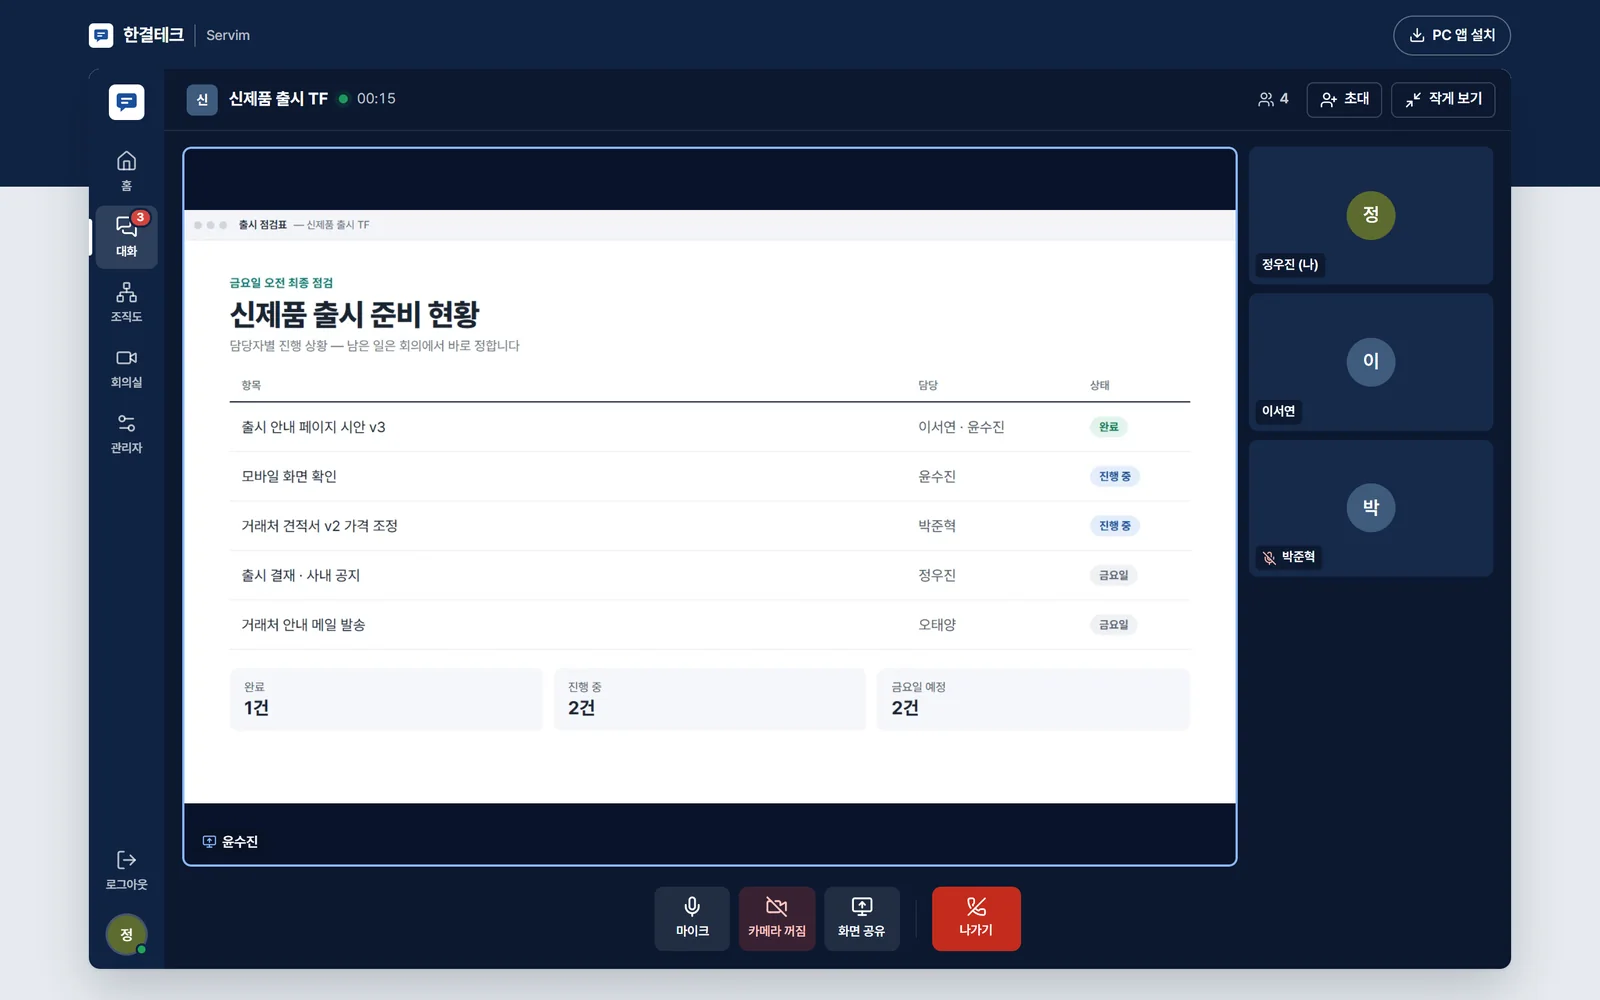 한결테크
Servim
PC 앱 설치
홈
3
대화
조직도
회의실
관리자
로그아웃
정
신
신제품 출시 TF
00:15
4
초대
작게 보기
출시 점검표 — 신제품 출시 TF
금요일 오전 최종 점검
신제품 출시 준비 현황
담당자별 진행 상황 — 남은 일은 회의에서 바로 정합니다
항목 담당 상태
출시 안내 페이지 시안 v3 이서연 · 윤수진 완료
모바일 화면 확인 윤수진 진행 중
거래처 견적서 v2 가격 조정 박준혁 진행 중
출시 결재 · 사내 공지 정우진 금요일
거래처 안내 메일 발송 오태양 금요일
완료
1건
진행 중
2건
금요일 예정
2건
윤수진
정
정우진 (나)
이
이서연
박
박준혁
마이크
카메라 꺼짐
화면 공유
나가기